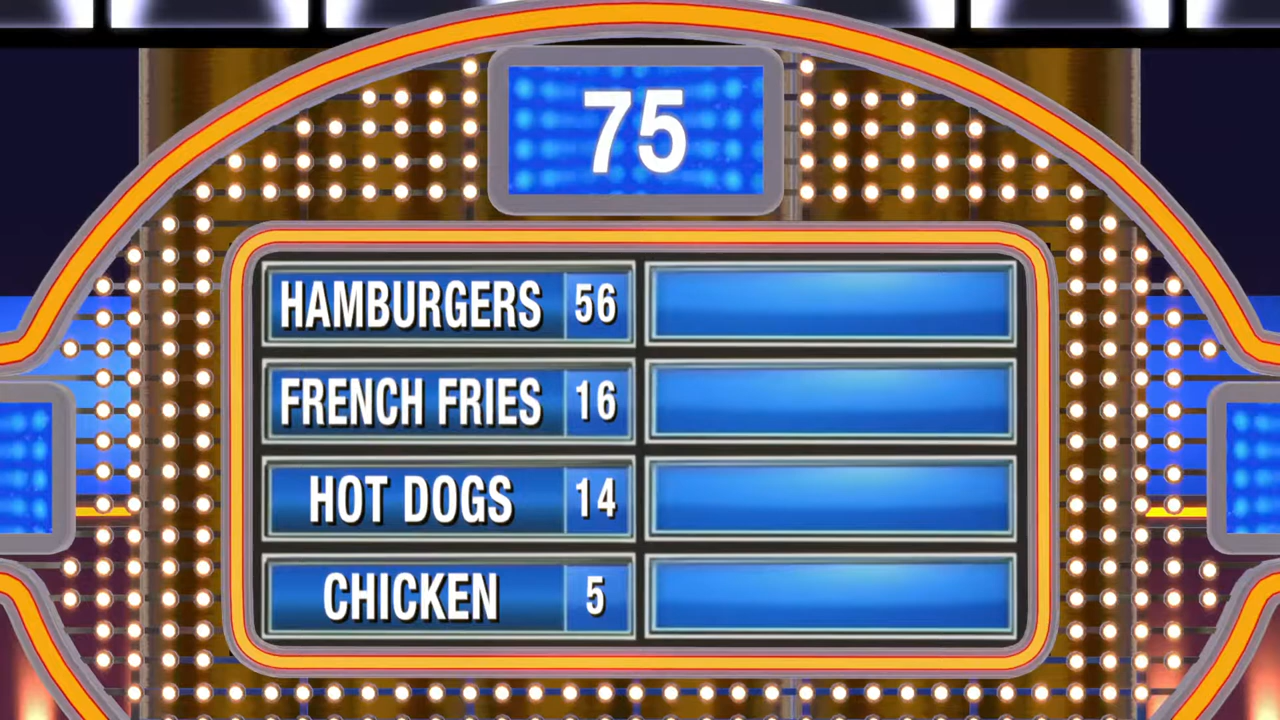 75
HAMBURGERS 56
FRENCH FRIES 16
HOT DOGS 14
CHICKEN 5